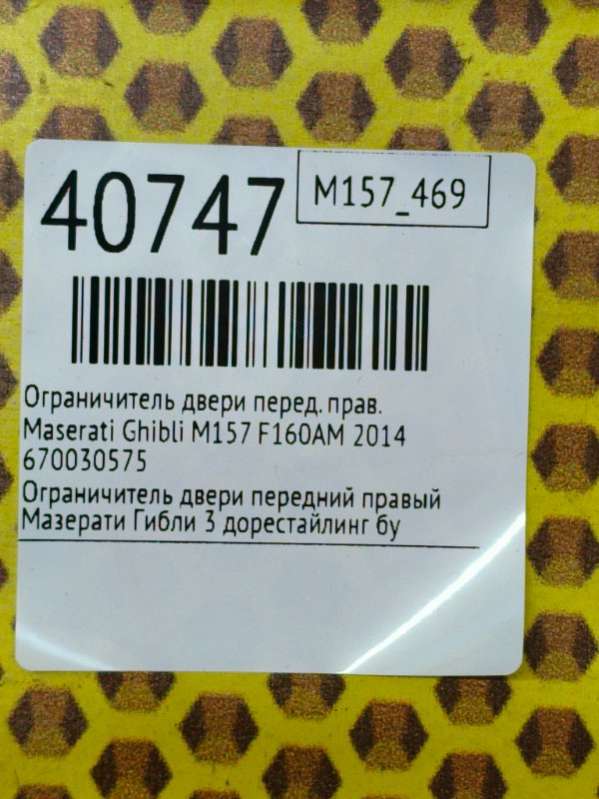 40747
M157_469
Ограничитель двери перед. прав.
Maserati Ghibli M157 F160AM 2014
670030575
Ограничитель двери передний правый
Мазерати Гибли 3 дорестайлинг бу